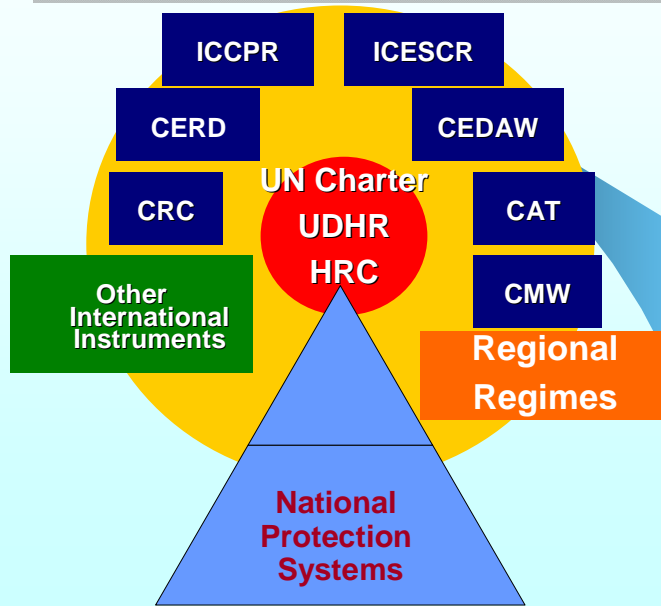 ICCPR
ICESCR
CERD
CEDAW
UN Charter
UDHR
HRC
CRC
CAT
Other
International
Instruments
CMW
Regional
Regimes
National
Protection
Systems